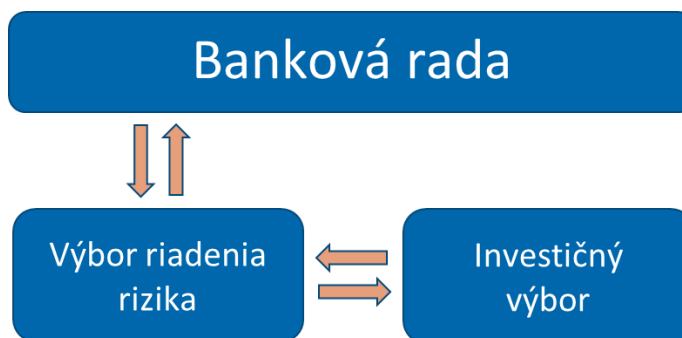 Banková rada
Výbor riadenia
rizika
Investičný
výbor